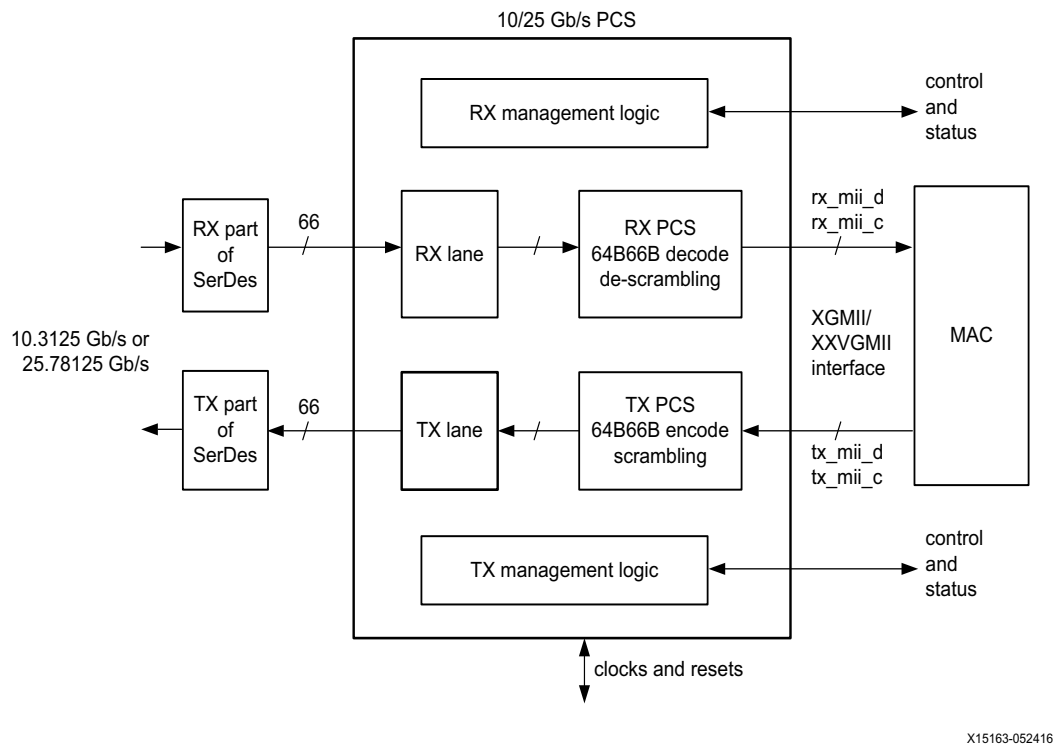 10/25 Gb/s PCS
RX management logic
control
and
status
RX part
of
SerDes
66
RX lane
RX PCS
64B66B decode
de-scrambling
rx_mii_d
rx_mii_c
10.3125 Gb/s or
25.78125 Gb/s
XGMII/
XXVGMII
interface
MAC
TX part
of
SerDes
66
TX lane
TX PCS
64B66B encode
scrambling
tx_mii_d
tx_mii_c
TX management logic
control
and
status
clocks and resets
X15163-052416